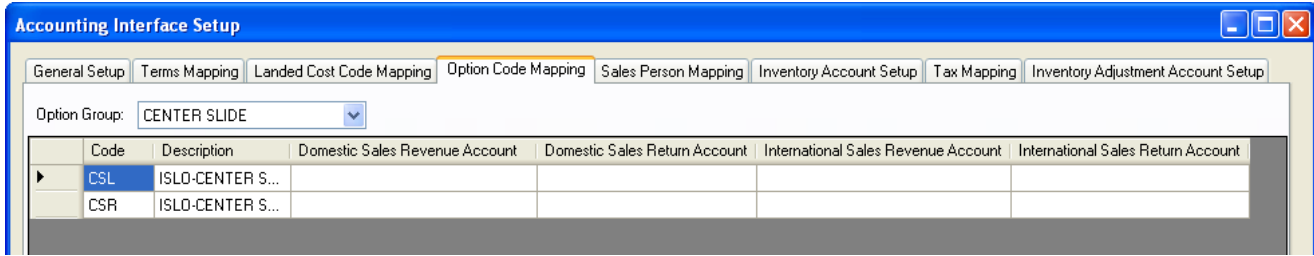 Accounting Interface Setup
General Setup Terms Mapping Landed Cost Code Mapping Option Code Mapping Sales Person Mapping Inventory Account Setup Tax Mapping Inventory Adjustment Account Setup
Option Group: CENTER SLIDE
Code Description Domestic Sales Revenue Account Domestic Sales Return Account International Sales Revenue Account International Sales Return Account
CSL ISLO-CENTER S...
CSR ISLO-CENTER S...